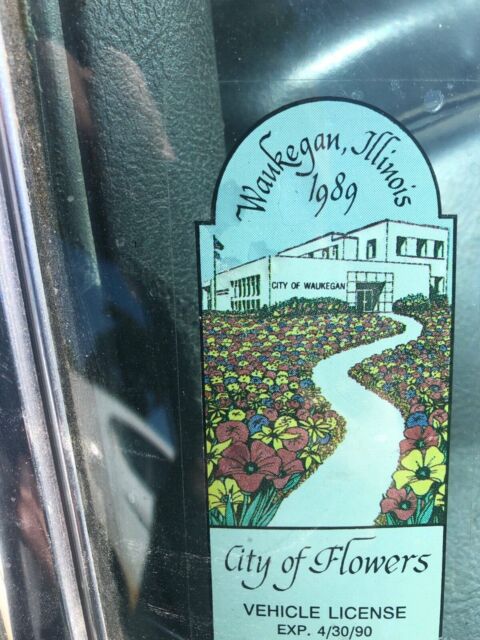 Waukegan, Illinois
1989
CITY OF WAUKEGAN
City of Flowers
VEHICLE LICENSE
EXP. 4/30/90